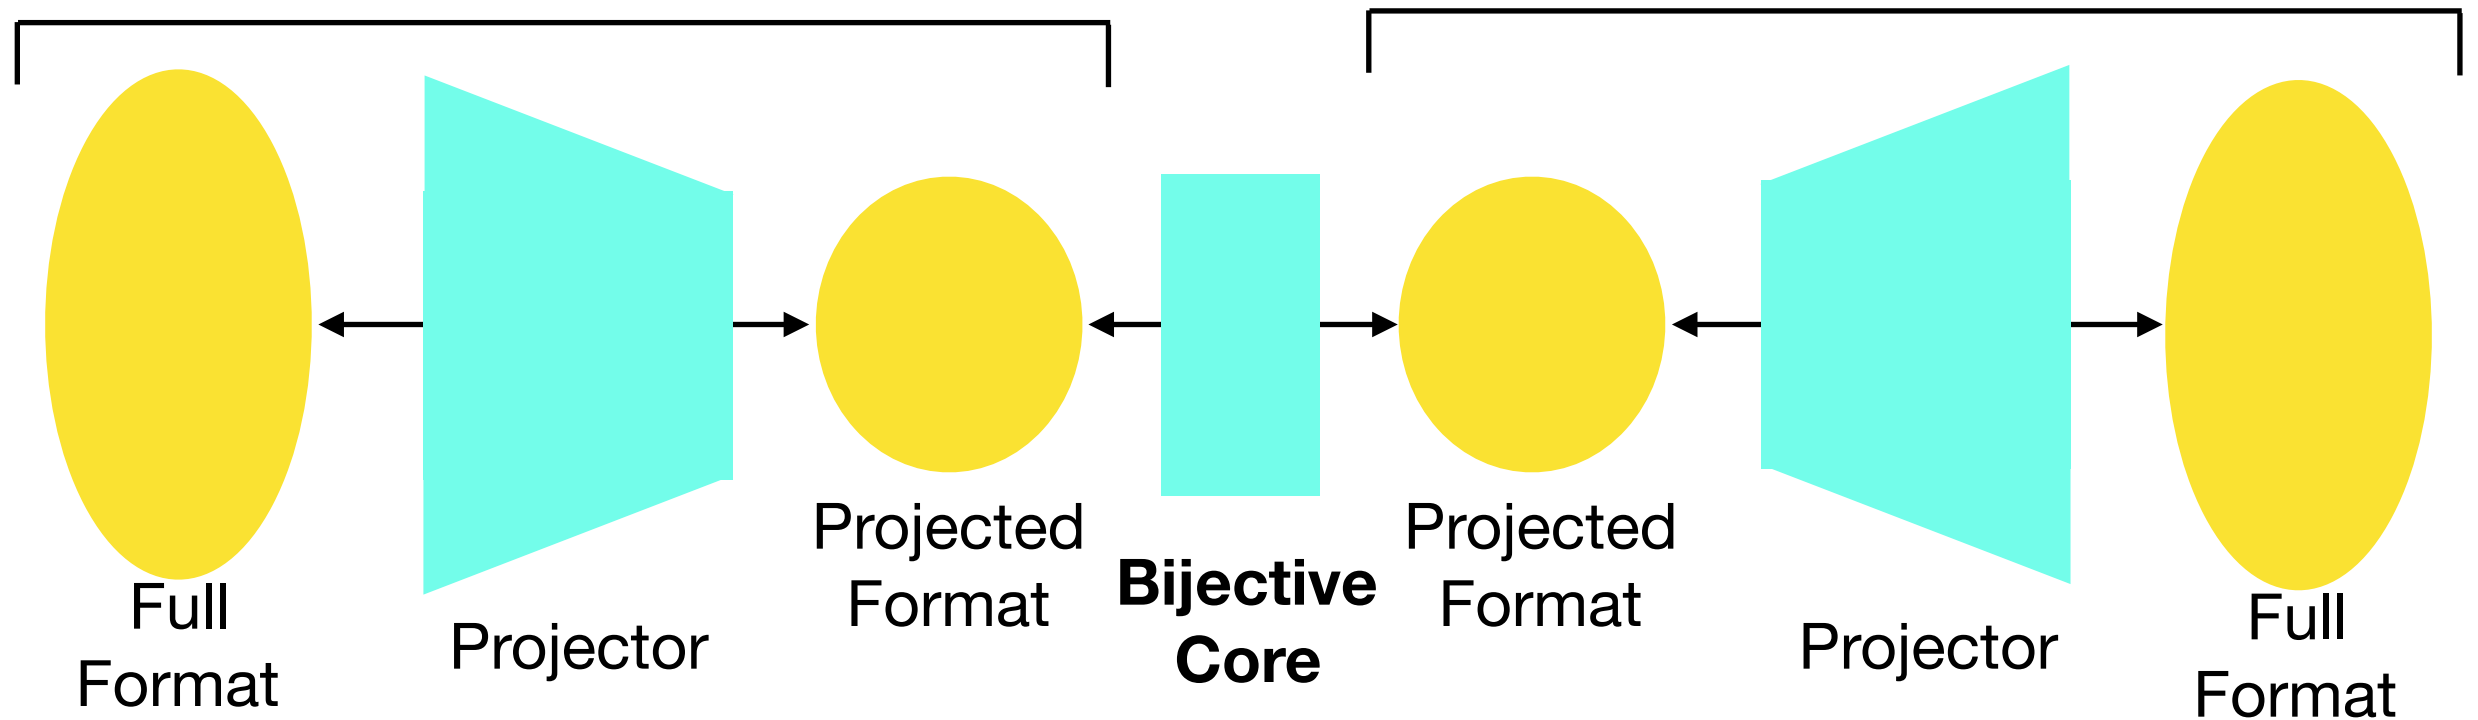 Full
Format
Projector
Projected
Format
Bijective
Core
Projected
Format
Projector
Full
Format